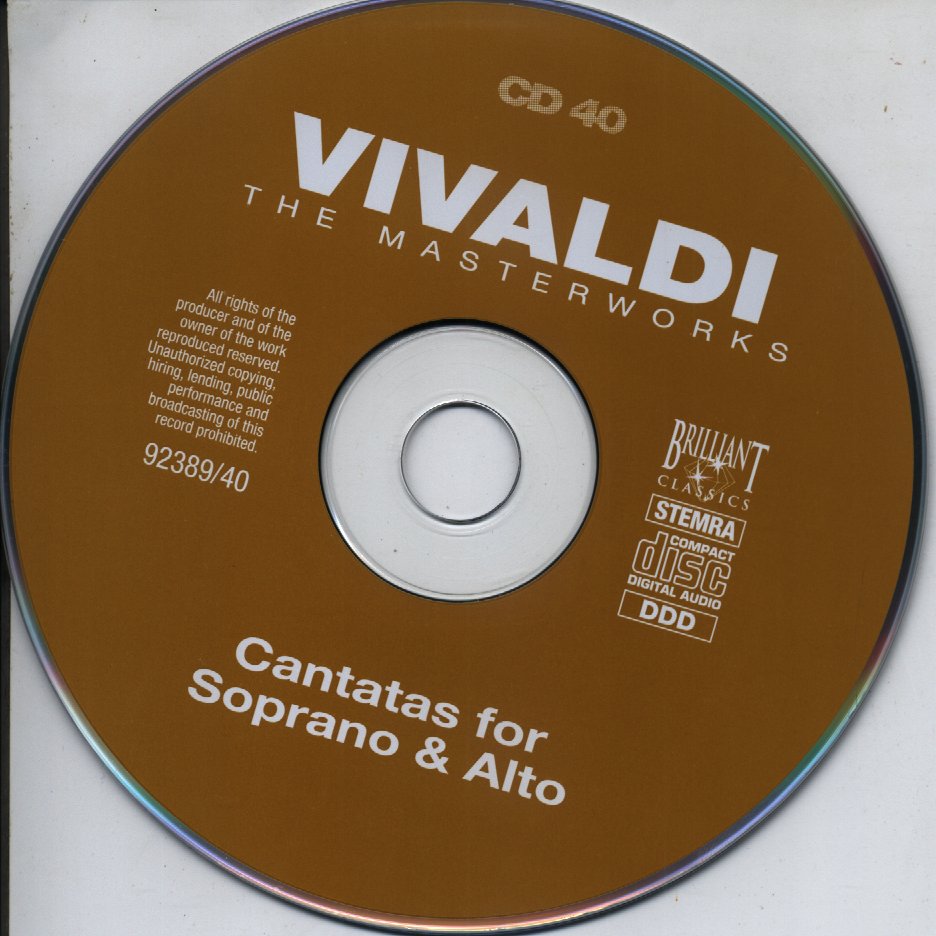 CD 40
VIVALDI
THE MASTERWORKS
All rights of the
producer and of the
owner of the work
reproduced reserved.
Unauthorized copying,
hiring, lending, public
performance and
broadcasting of this
record prohibited.
92389/40
BRILLIANT
CLASSICS
STEMRA
COMPACT
disc
DIGITAL AUDIO
DDD
Cantatas for
Soprano & Alto